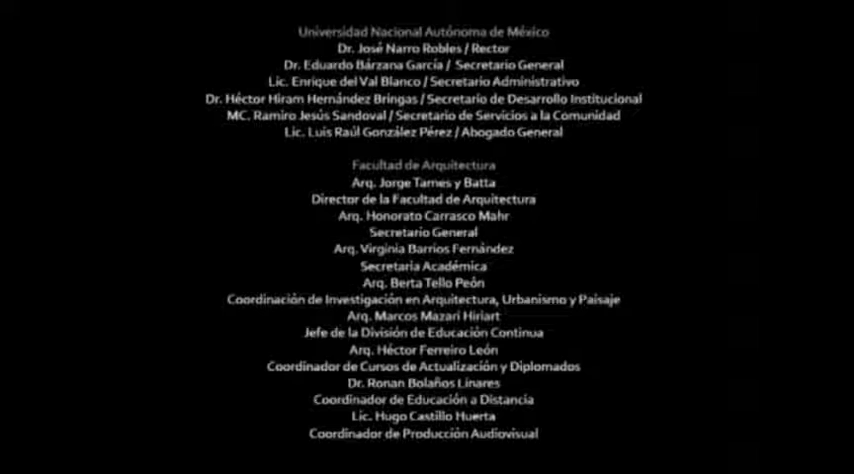 Universidad Nacional Autónoma de México
Dr. José Narro Robles / Rector
Dr. Eduardo Bárzana García / Secretario General
Lic. Enrique del Val Blanco / Secretario Administrativo
Dr. Héctor Hiram Hernández Bringas / Secretario de Desarrollo Institucional
MC. Ramiro Jesús Sandoval / Secretario de Servicios a la Comunidad
Lic. Luis Raúl González Pérez / Abogado General
Facultad de Arquitectura
Arq. Jorge Tames y Batta
Director de la Facultad de Arquitectura
Arq. Honorato Carrasco Mahr
Secretario General
Arq. Virginia Barrios Fernández
Secretaria Académica
Arq. Berta Tello Peón
Coordinación de Investigación en Arquitectura, Urbanismo y Paisaje
Arq. Marcos Mazari Hiriart
Jefe de la División de Educación Continua
Arq. Héctor Ferreiro León
Coordinador de Cursos de Actualización y Diplomados
Dr. Ronan Bolaños Linares
Coordinador de Educación a Distancia
Lic. Hugo Castillo Huerta
Coordinador de Producción Audiovisual